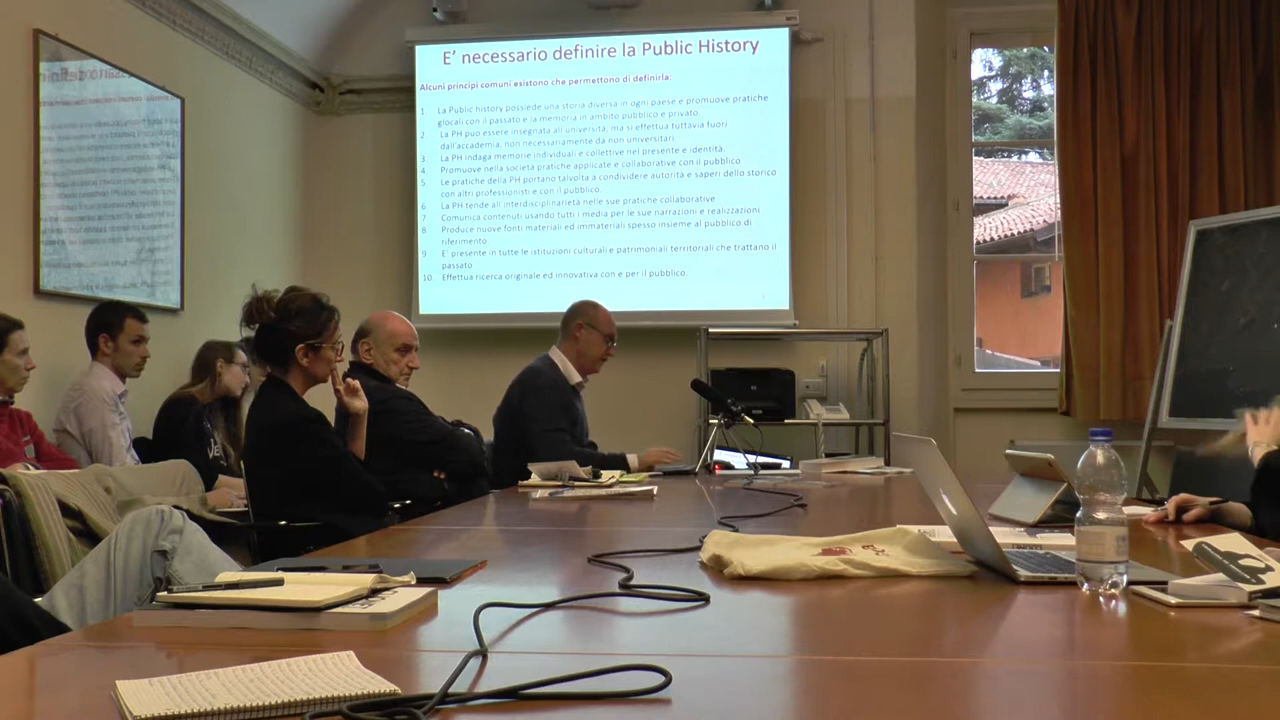 E' necessario definire la Public History
Alcuni principi comuni esistono che permettono di definirla:
1. La Public history possiede una storia diversa in ogni paese e promuove pratiche
glocali con il passato e la memoria in ambito pubblico e privato.
2. La PH può essere insegnata all'università, ma si effettua tuttavia fuori
dall'accademia, non necessariamente da non universitari.
3. La PH indaga memorie individuali e collettive nel presente e identità.
4 Promuove nella società pratiche applicate e collaborative con il pubblico
5 Le pratiche della PH portano talvolta a condividere autorità e saperi dello storico
con altri professionisti e con il pubblico.
6. La PH tende all'interdisciplinarietà nelle sue pratiche collaborative
7 Comunica contenuti usando tutti i media per le sue narrazioni e realizzazioni
8. Produce nuove fonti materiali ed immateriali spesso insieme al pubblico di
riferimento
9 E' presente in tutte le istituzioni culturali e patrimoniali territoriali che trattano il
passato
10. Effettua ricerca originale ed innovativa con e per il pubblico.